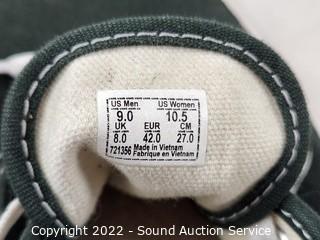 US Men US Women
9.0 10.5
UK EUR CM
8.0 42.0 27.0
721356 Made in Vietnam
Fabriqué en Vietnam
Copyright 2022 - Sound Auction Service